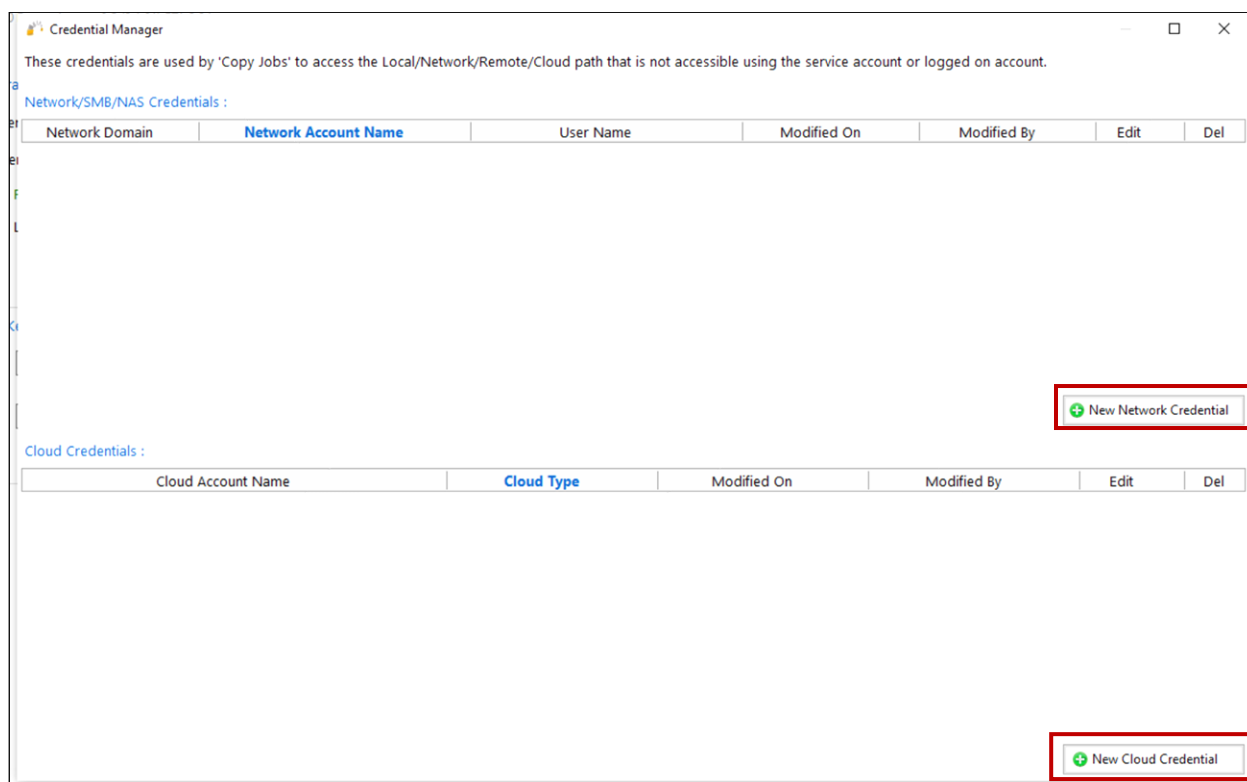 Credential Manager
These credentials are used by 'Copy Jobs' to access the Local/Network/Remote/Cloud path that is not accessible using the service account or logged on account.
Network/SMB/NAS Credentials :
Network Domain Network Account Name User Name Modified On Modified By Edit Del
New Network Credential
Cloud Credentials :
Cloud Account Name Cloud Type Modified On Modified By Edit Del
New Cloud Credential